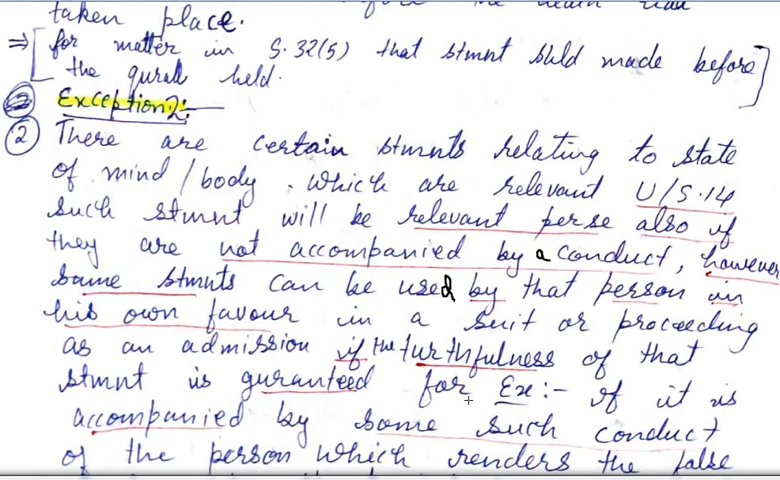 taken place.
⇒ [for matter in S.32(5) that stmnt shld made before
the qurall held.]
Exception 2:-
② There are certain stmnts relating to state
of mind/body. which are relevant U/S.14
such stmnt will be relevant perse also if
they are not accompanied by a conduct, however
same stmnts can be used by that person in
his own favour in a suit or proceeding
as an admission if the turthfulness of that
stmnt is guranteed for Ex:- if it is
accompanied by some such conduct
of the person which renders the false